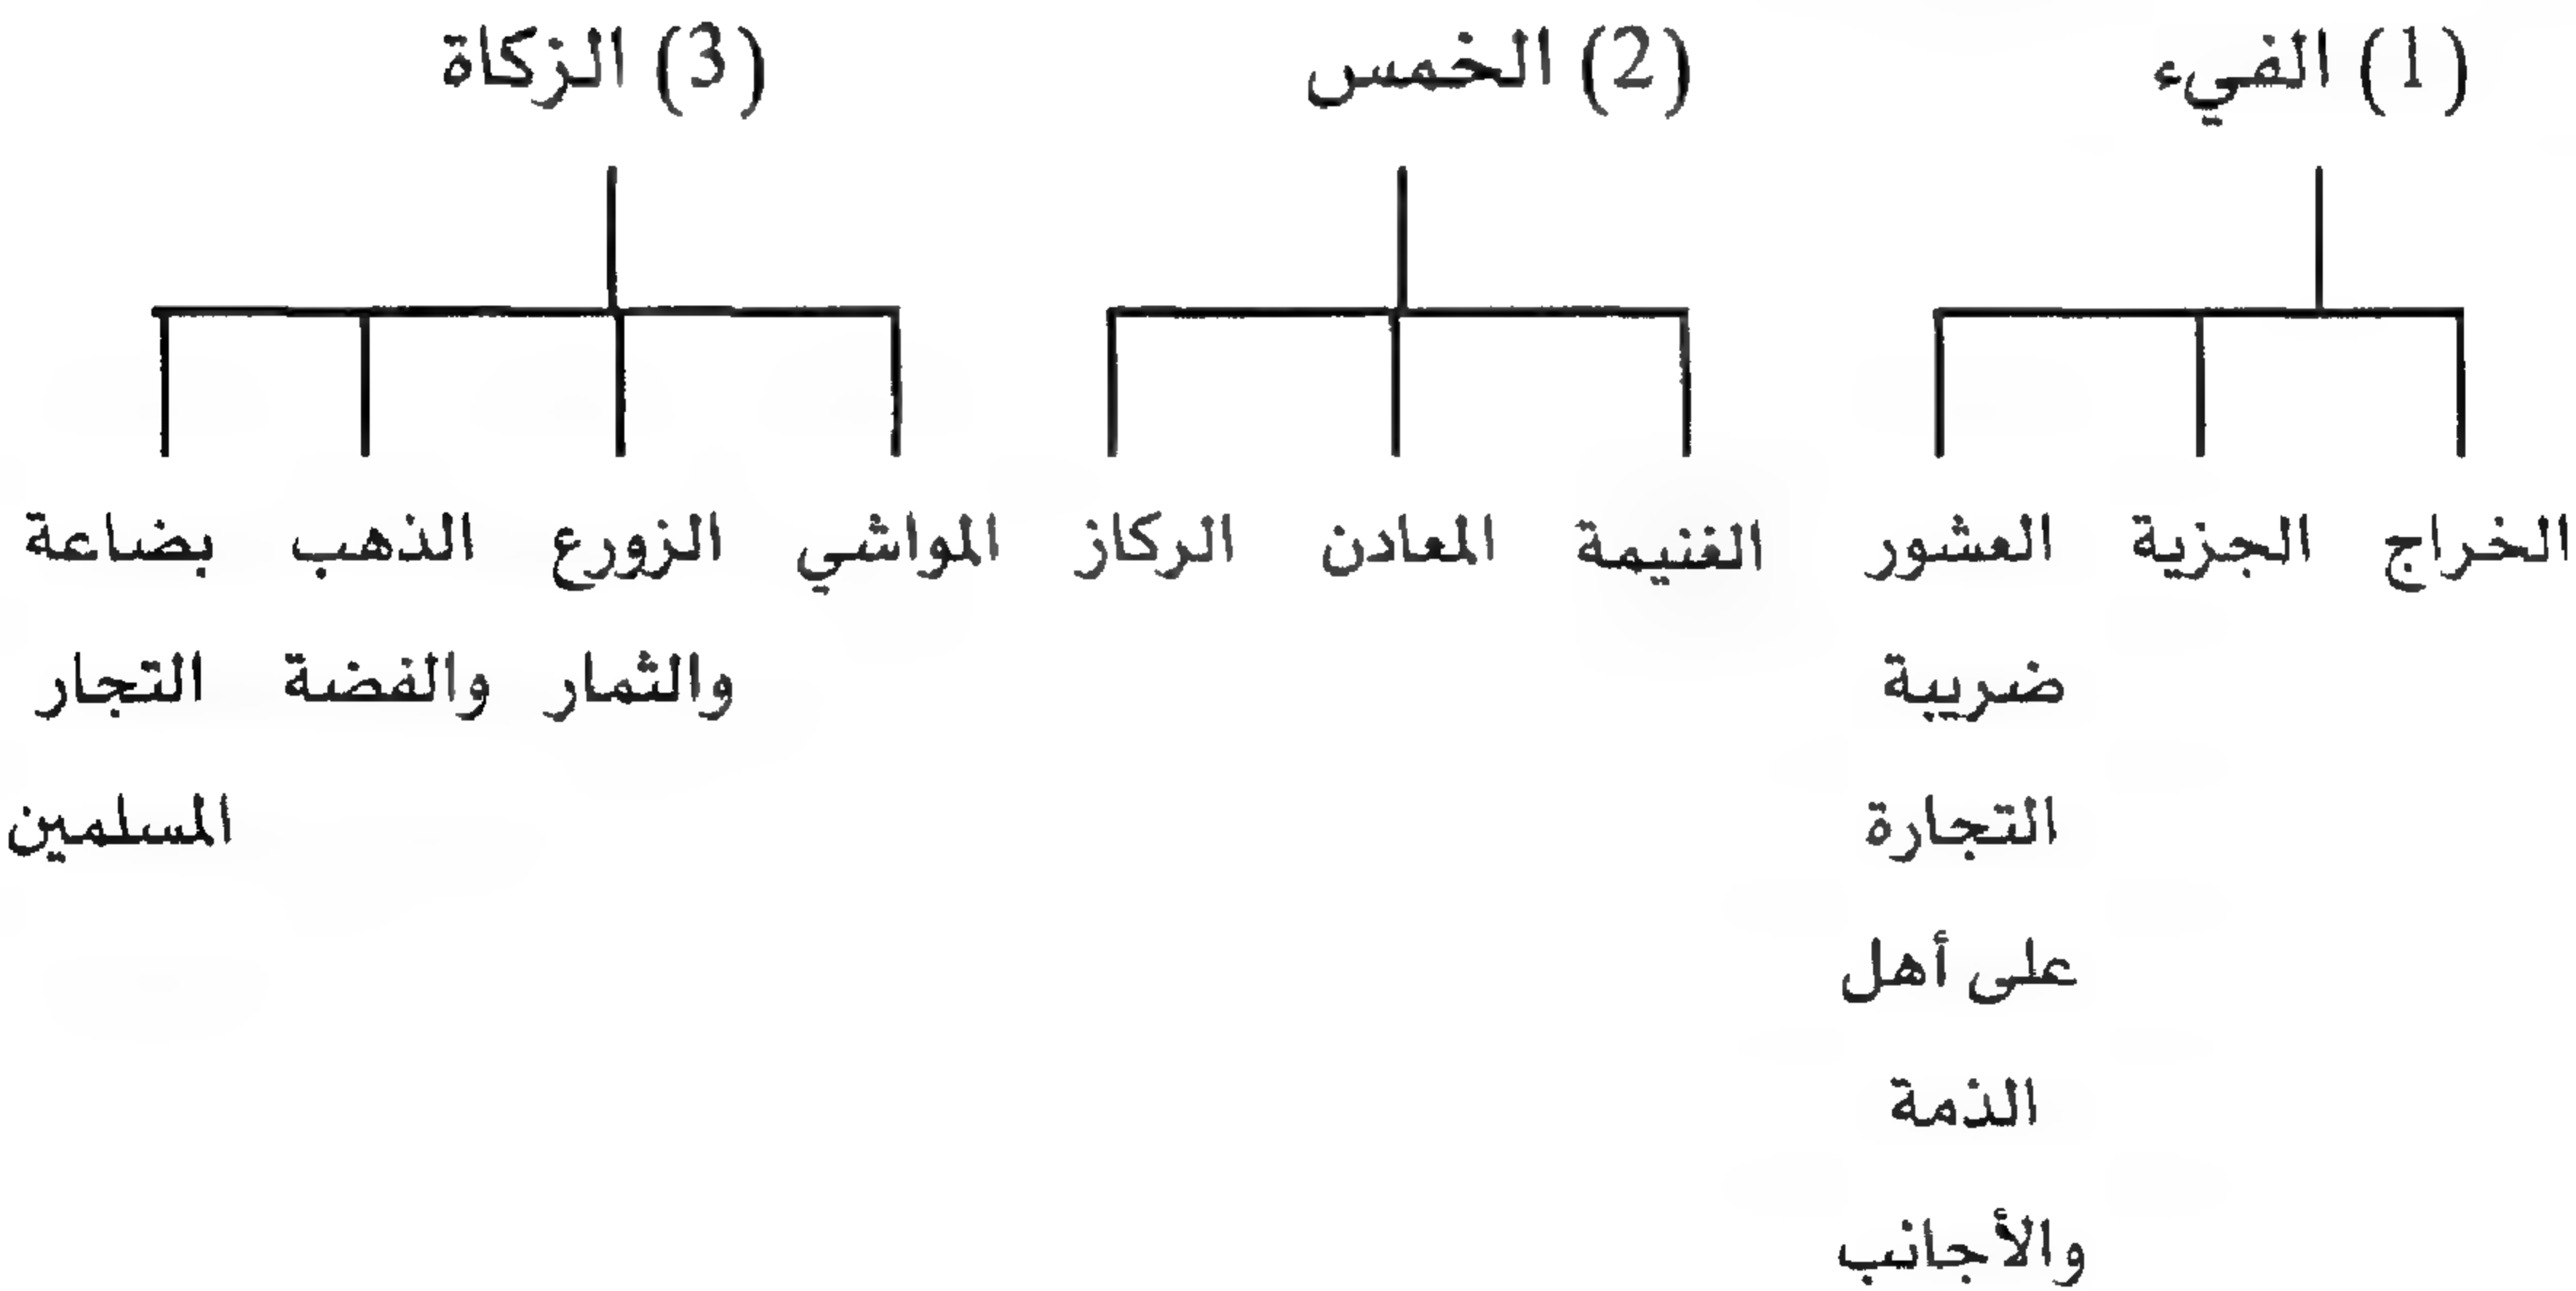 (1) الفيء (2) الخمس (3) الزكاة
الخراج الجزية العشور الغنيمة المعادن الركاز المواشي الزورع الذهب بضاعة
ضريبة والثمار والفضة التجار
التجارة المسلمين
على أهل
الذمة
والأجانب